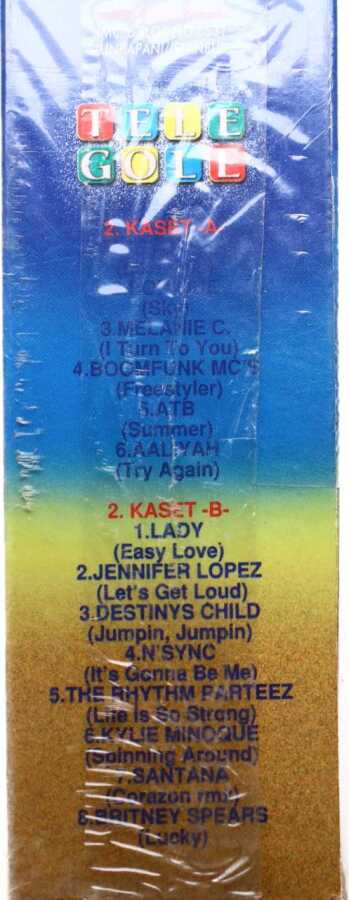 TELE
GOLL
2. KASET -A-
(Sky)
3 MELANIE C.
(I Turn To You)
4.BOOMFUNK MC'S
(Freestyler)
5.ATB
(Summer)
6.AALIYAH
(Try Again)
2. KASET -B-
1.LADY
(Easy Love)
2.JENNIFER LOPEZ
(Let's Get Loud)
3.DESTINYS CHILD
(Jumpin, Jumpin)
4.N'SYNC
(It's Gonna Be Me)
5.THE RHYTHM PARTEEZ
(Life Is So Strong)
6.KYLIE MINOQUE
(Spinning Around)
7.SANTANA
(Corazon rmx)
8.BRITNEY SPEARS
(Lucky)